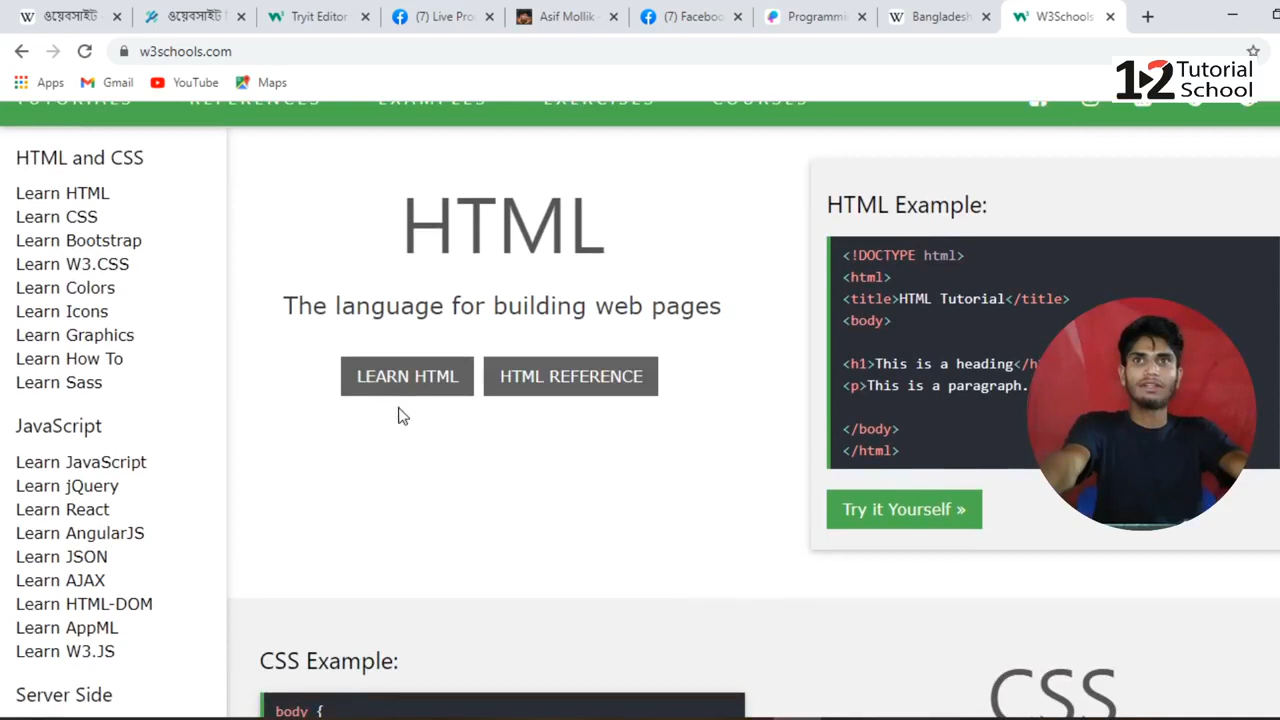 ওয়েবসাইট -
ওয়েবসাইট
Tryit Editor
(7) Live Pro
Asif Mollik -
(7) Faceboo
Programmi
Bangladesh
W3Schools
w3schools.com
Apps
Gmail
YouTube
Maps
12 Tutorial
School
TUTORIALS REFERENCES EXAMPLES EXERCISES COURSES
HTML and CSS
Learn HTML
Learn CSS
Learn Bootstrap
Learn W3.CSS
Learn Colors
Learn Icons
Learn Graphics
Learn How To
Learn Sass
JavaScript
Learn JavaScript
Learn jQuery
Learn React
Learn AngularJS
Learn JSON
Learn AJAX
Learn HTML-DOM
Learn AppML
Learn W3.JS
Server Side
HTML
The language for building web pages
LEARN HTML
HTML REFERENCE
HTML Example:
<!DOCTYPE html>
<html>
<title>HTML Tutorial</title>
<body>
<h1>This is a heading</h
<p>This is a paragraph.
</body>
</html>
Try it Yourself »
CSS Example:
body {
CSS